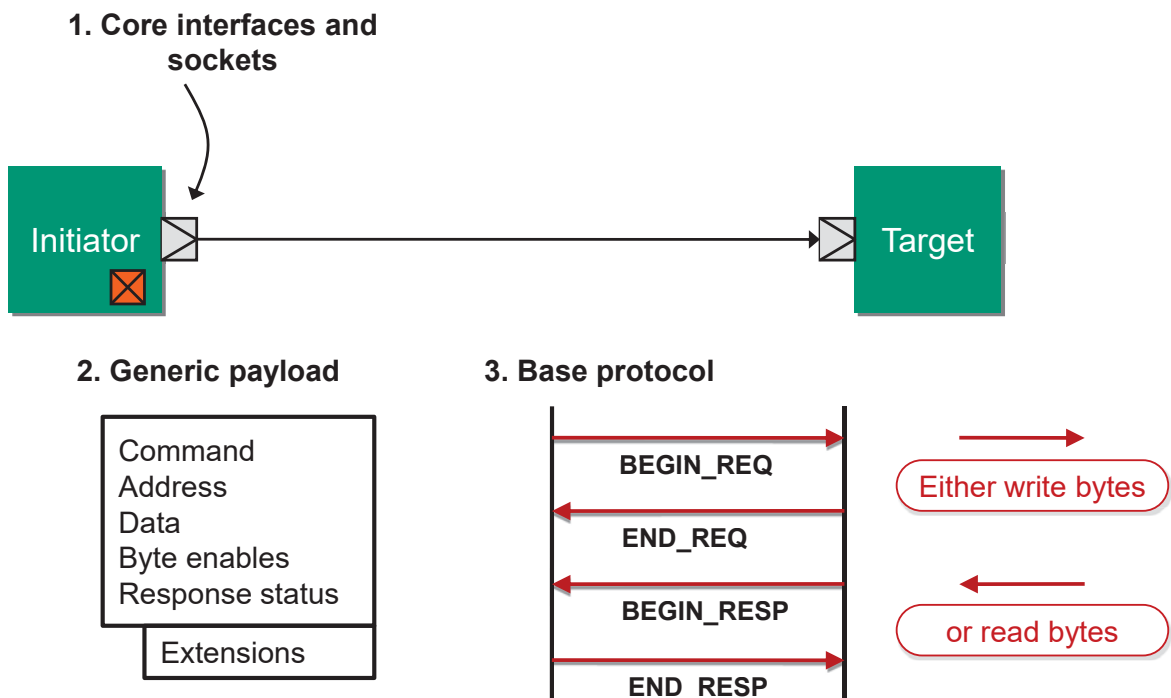 1. Core interfaces and
sockets
Initiator
Target
2. Generic payload
3. Base protocol
Command
Address
Data
Byte enables
Response status
Extensions
BEGIN_REQ
END_REQ
BEGIN_RESP
END_RESP
Either write bytes
or read bytes